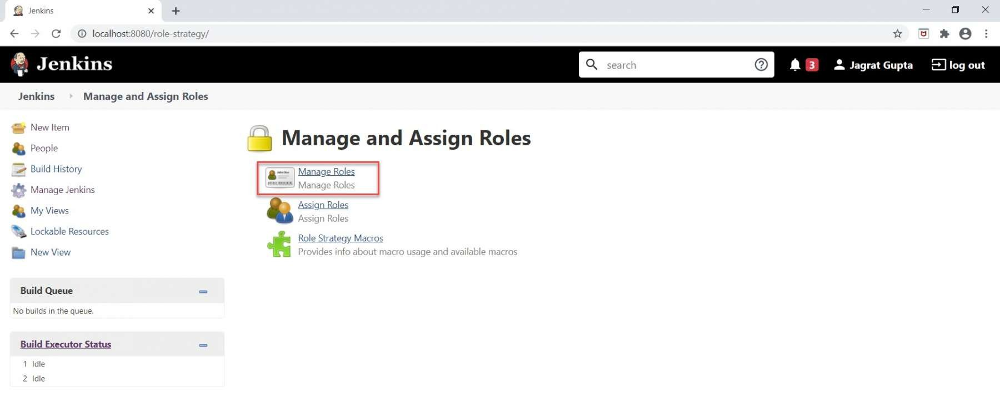 Jenkins
localhost:8080/role-strategy/
Jenkins
search
3
Jagrat Gupta
log out
Jenkins
Manage and Assign Roles
New Item
People
Build History
Manage Jenkins
My Views
Lockable Resources
New View
Build Queue
No builds in the queue.
Build Executor Status
1 Idle
2 Idle
Manage and Assign Roles
Manage Roles
Manage Roles
Assign Roles
Assign Roles
Role Strategy Macros
Provides info about macro usage and available macros